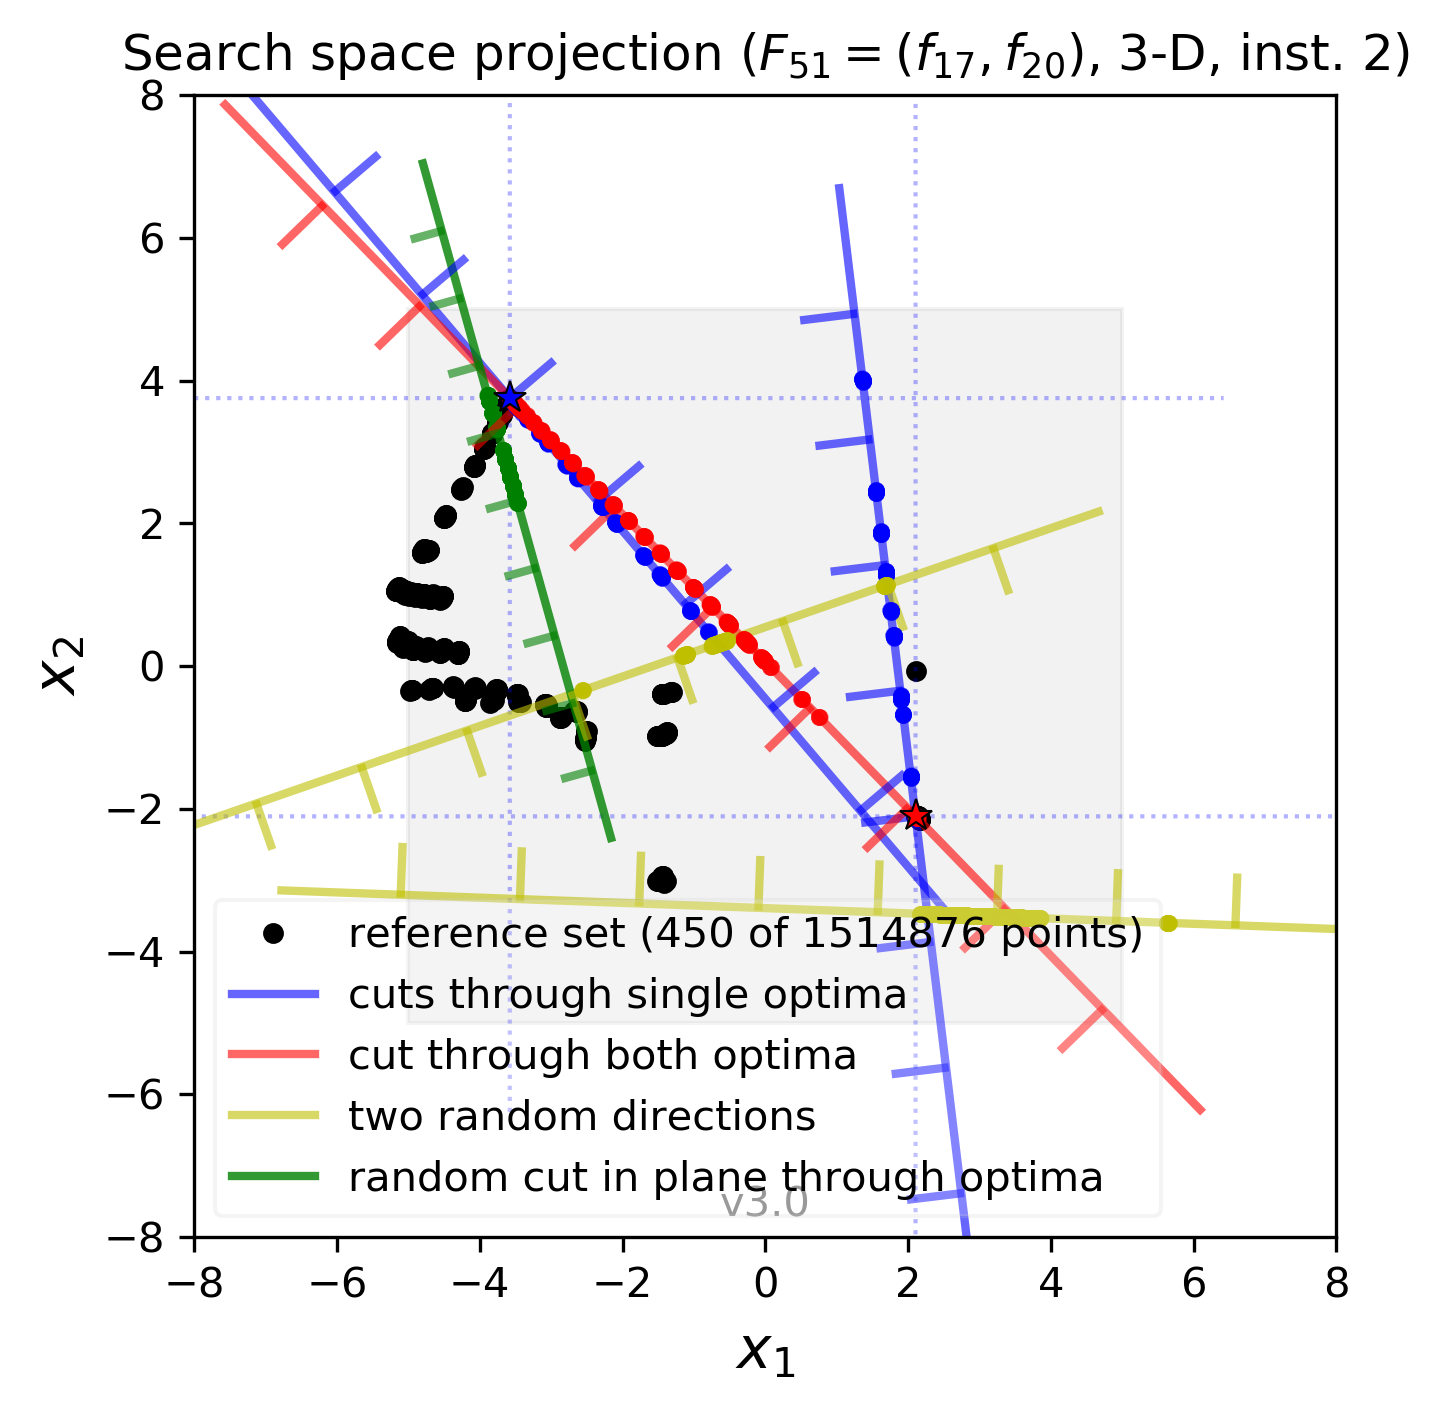 Search space projection (F₅₁ = (f₁₇, f₂₀), 3-D, inst. 2)
8
6
4
2
0
−2
−4
−6
−8
x₂
reference set (450 of 1514876 points)
cuts through single optima
cut through both optima
two random directions
random cut in plane through optima
v3.0
−8 −6 −4 −2 0 2 4 6 8
x₁